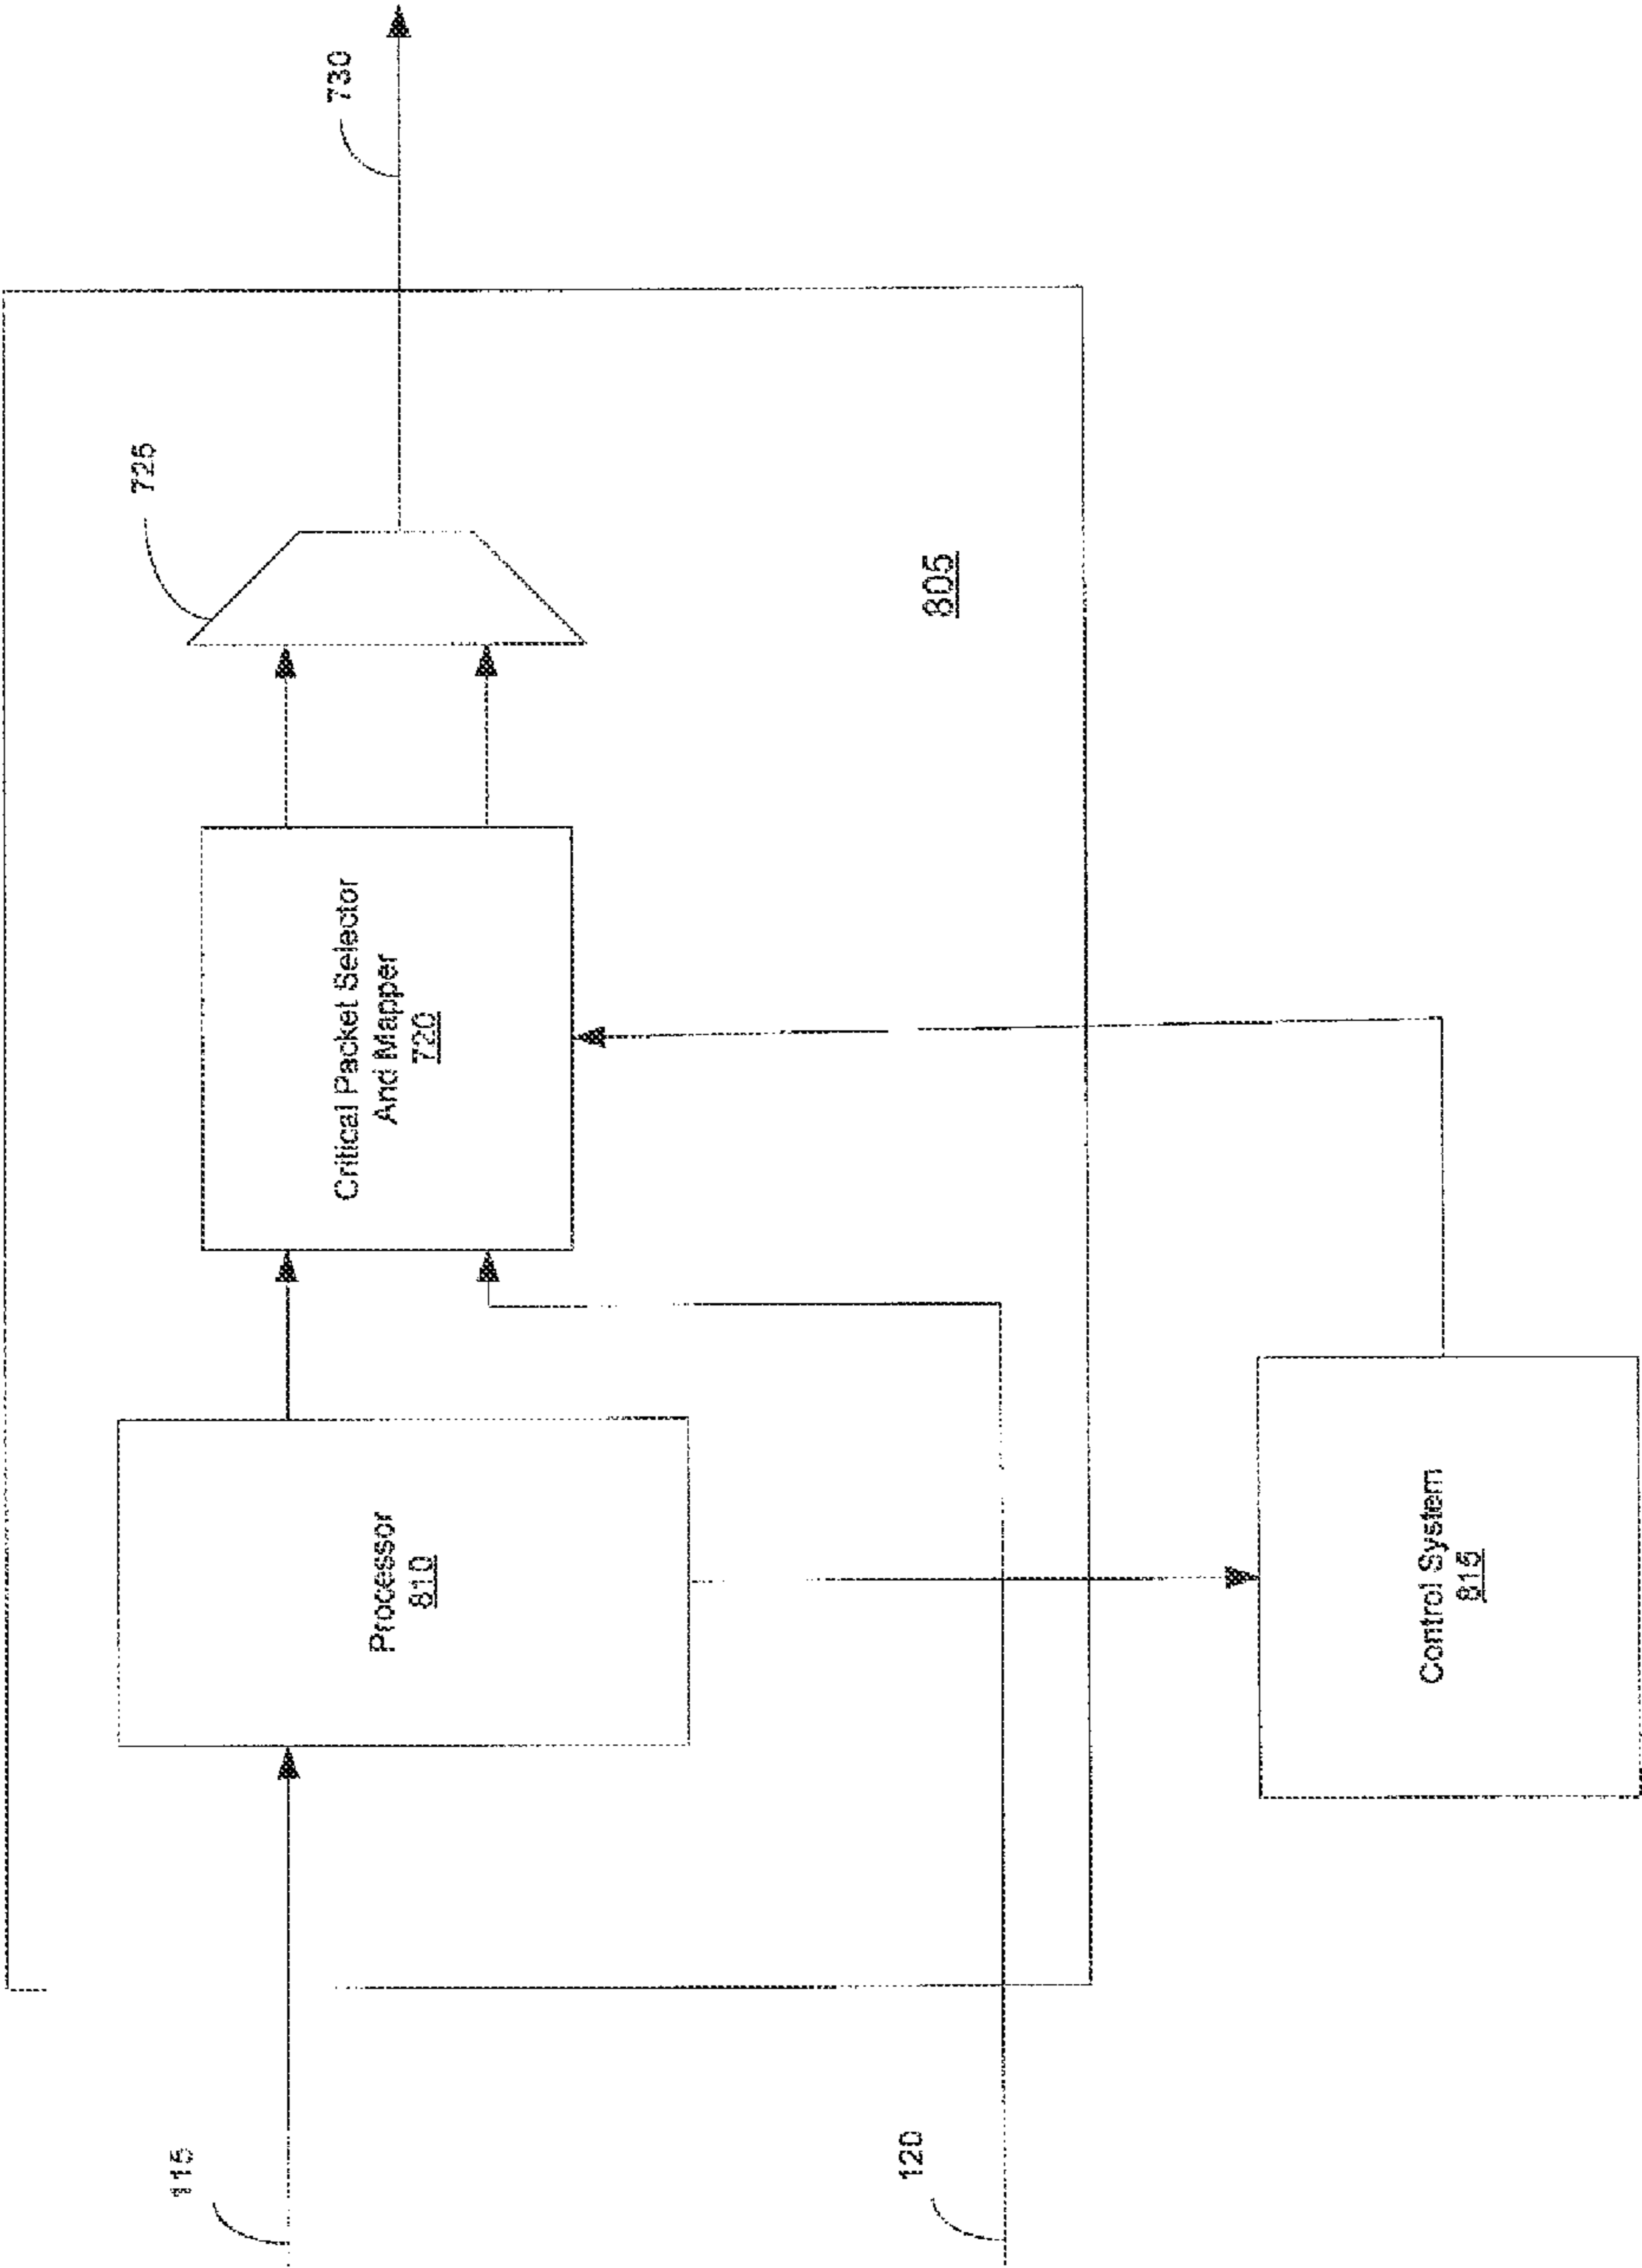 725
115
730
Critical Packet Selector
And Mapper
720
Processor
810
120
805
Control System
815